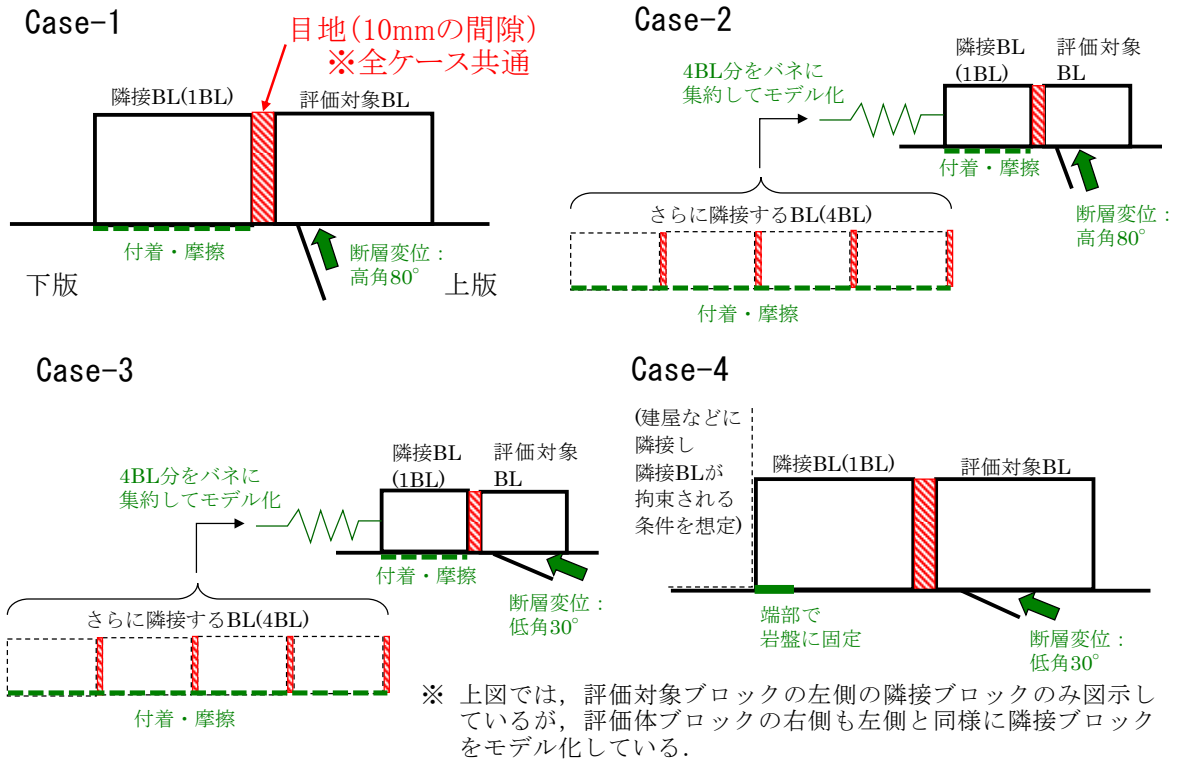 Case-1
目地(10mmの間隙)
※全ケース共通
隣接BL(1BL)
評価対象BL
付着・摩擦
断層変位：
高角80°
下版
上版
Case-2
隣接BL
(1BL)
評価対象
BL
4BL分をバネに
集約してモデル化
付着・摩擦
断層変位：
高角80°
さらに隣接するBL(4BL)
付着・摩擦
Case-3
隣接BL
(1BL)
評価対象
BL
4BL分をバネに
集約してモデル化
付着・摩擦
断層変位：
低角30°
さらに隣接するBL(4BL)
付着・摩擦
Case-4
(建屋などに
隣接し
隣接BLが
拘束される
条件を想定)
隣接BL(1BL)
評価対象BL
端部で
岩盤に固定
断層変位：
低角30°
※ 上図では，評価対象ブロックの左側の隣接ブロックのみ図示し
ているが，評価体ブロックの右側も左側と同様に隣接ブロック
をモデル化している．